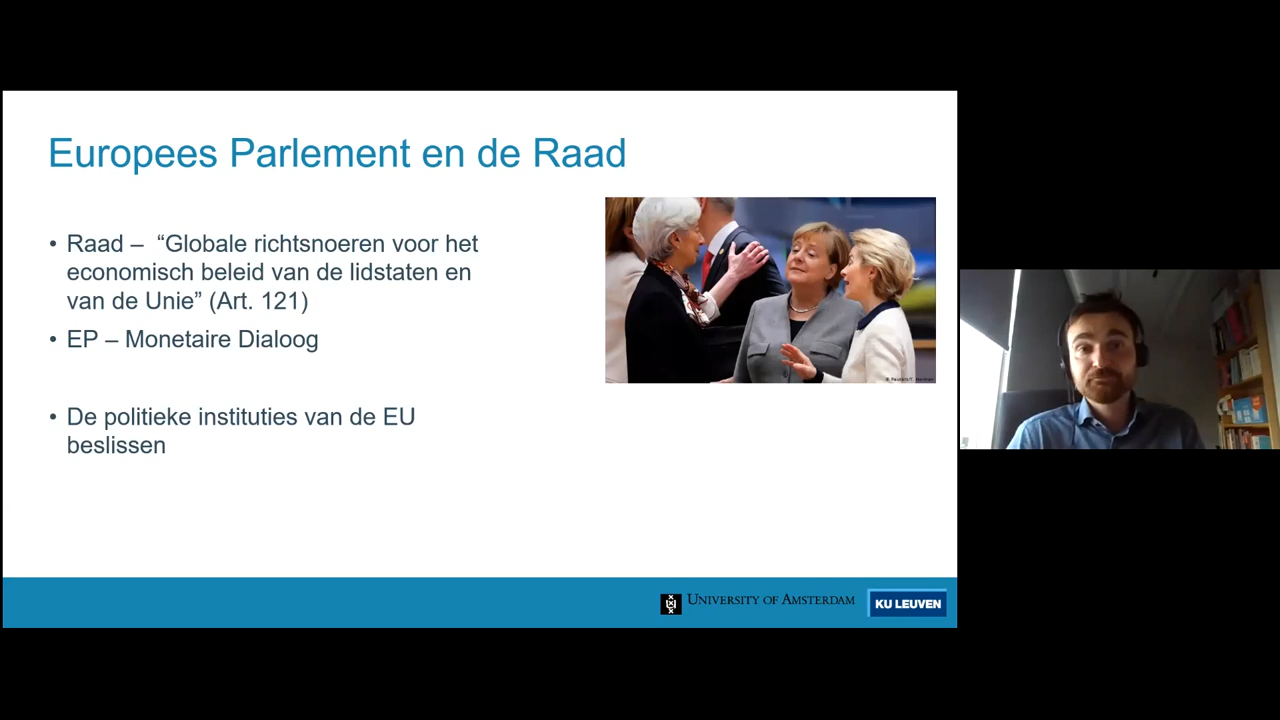 Europees Parlement en de Raad
• Raad – “Globale richtsnoeren voor het
economisch beleid van de lidstaten en
van de Unie” (Art. 121)
• EP – Monetaire Dialoog
• De politieke instituties van de EU
beslissen
UNIVERSITY OF AMSTERDAM
KU LEUVEN